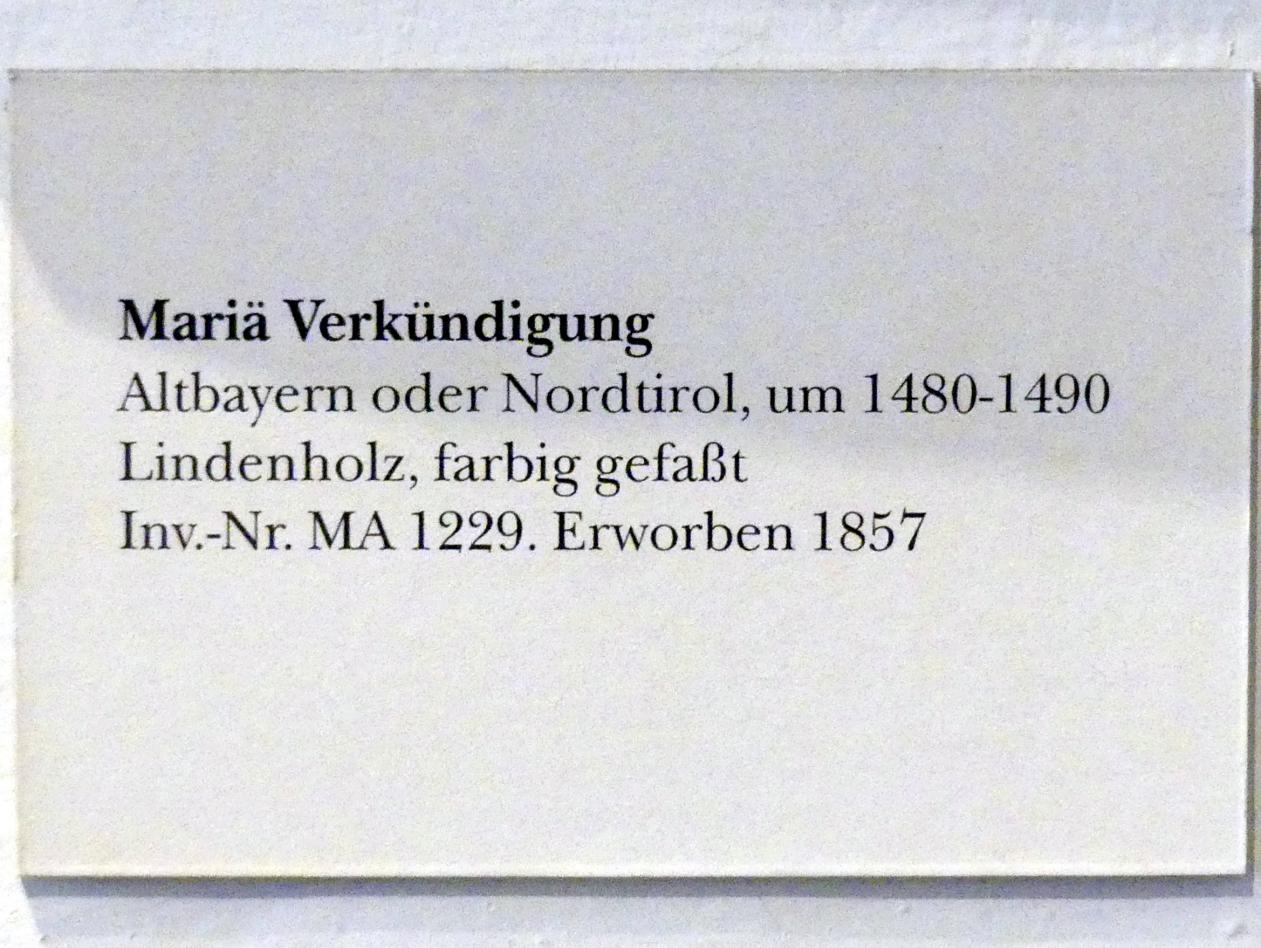 Mariä Verkündigung
Altbayern oder Nordtirol, um 1480-1490
Lindenholz, farbig gefaßt
Inv.-Nr. MA 1229. Erworben 1857